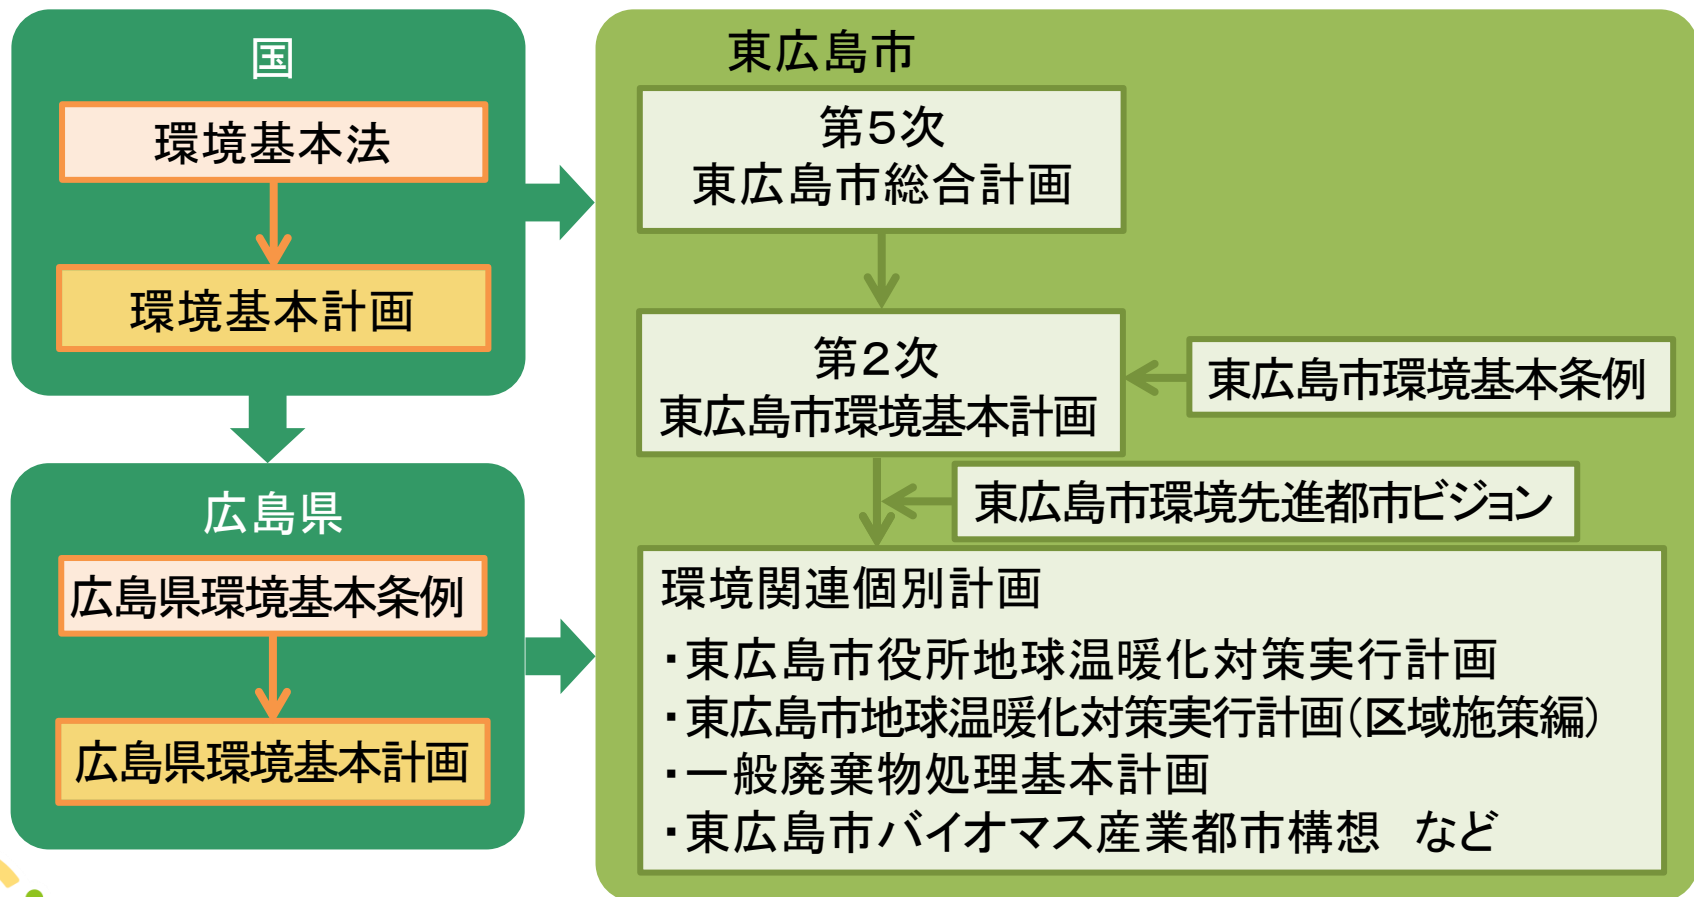 国
環境基本法
環境基本計画
広島県
広島県環境基本条例
広島県環境基本計画
東広島市
第5次
東広島市総合計画
第2次
東広島市環境基本計画
東広島市環境基本条例
東広島市環境先進都市ビジョン
環境関連個別計画
・東広島市役所地球温暖化対策実行計画
・東広島市地球温暖化対策実行計画(区域施策編)
・一般廃棄物処理基本計画
・東広島市バイオマス産業都市構想　など